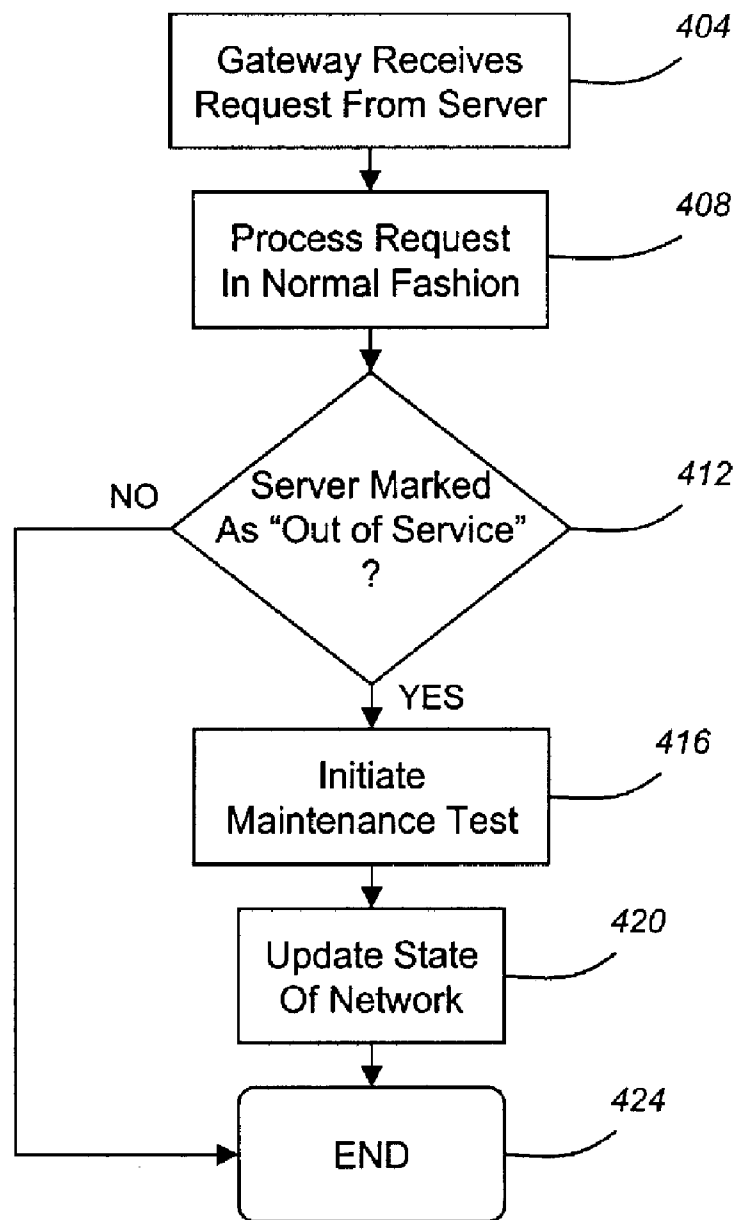 404
Gateway Receives
Request From Server
408
Process Request
In Normal Fashion
412
NO
Server Marked
As “Out of Service”
?
YES
416
Initiate
Maintenance Test
420
Update State
Of Network
424
END